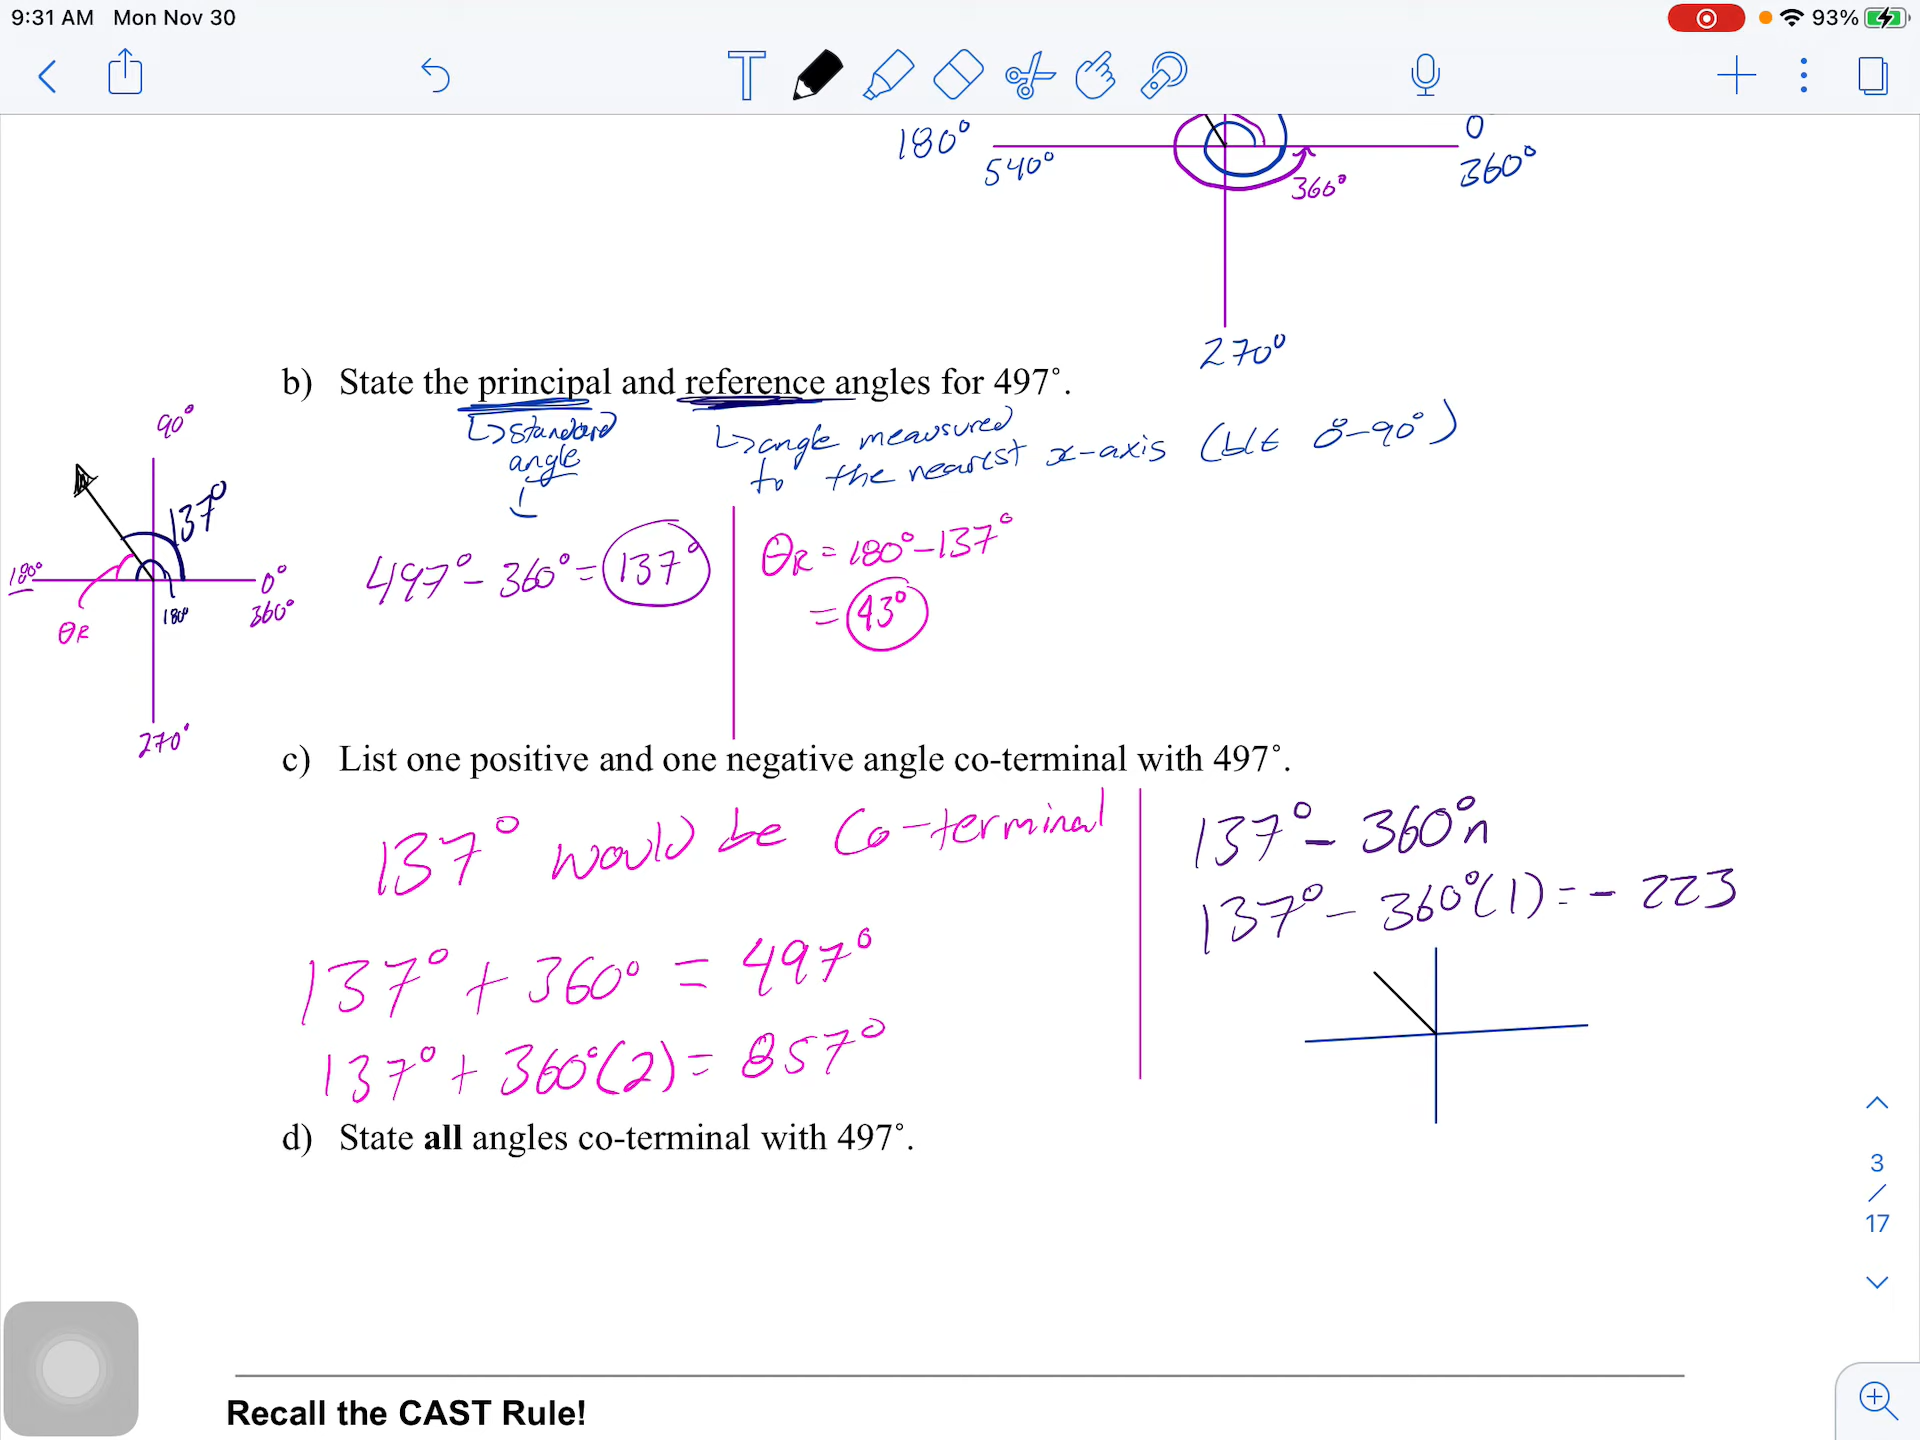 9:31 AM Mon Nov 30
93%
T
180°
540°
0
360°
360°
270°
b) State the principal and reference angles for 497˚.
↳standard
angle
↳angle meausured
to the nearest x-axis (b/t 0°-90°)
90°
137°
180°
0°
360°
180°
θR
270°
497° - 360° = 137°
θR = 180° - 137°
= 43°
c) List one positive and one negative angle co-terminal with 497˚.
137° would be Co-terminal
137° + 360° = 497°
137° + 360°(2) = 857°
137° - 360°n
137° - 360°(1) = - 223
d) State all angles co-terminal with 497˚.
3
/
17
Recall the CAST Rule!